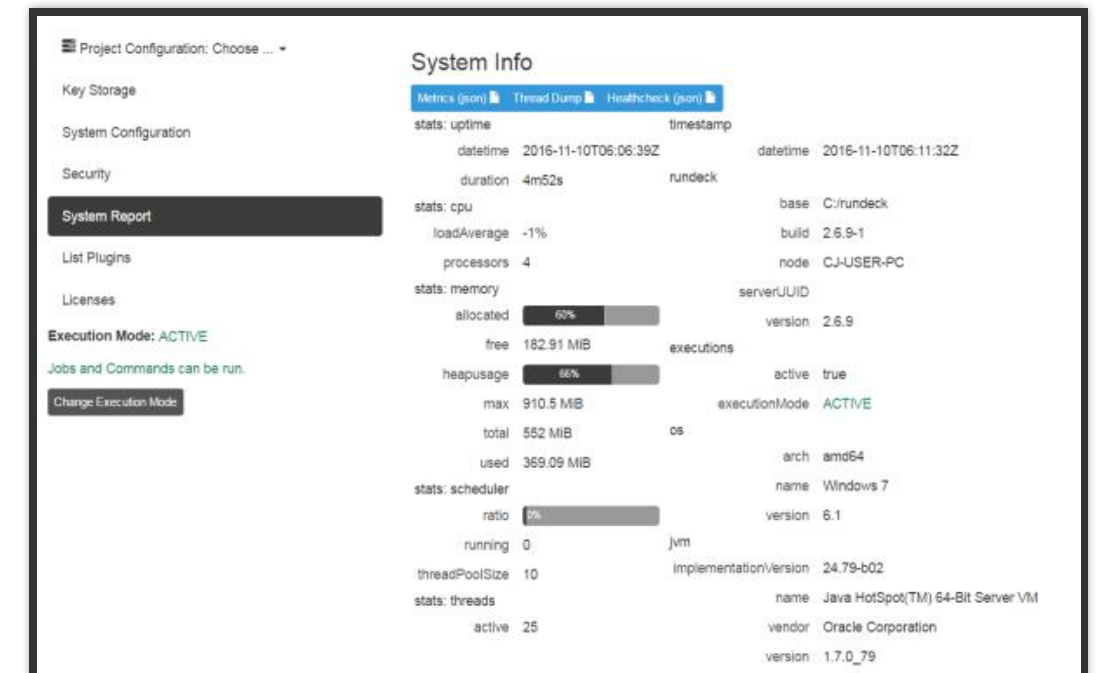 Project Configuration: Choose ...
Key Storage
System Configuration
Security
System Report
List Plugins
Licenses
Execution Mode: ACTIVE
Jobs and Commands can be run.
Change Execution Mode
System Info
Metrics (json) Thread Dump Healthcheck (json)
stats: uptime
datetime 2016-11-10T06:06:39Z
duration 4m52s
stats: cpu
loadAverage -1%
processors 4
stats: memory
allocated 60%
free 182.91 MiB
heapusage 66%
max 910.5 MiB
total 552 MiB
used 369.09 MiB
stats: scheduler
ratio 0%
running 0
threadPoolSize 10
stats: threads
active 25
timestamp
datetime 2016-11-10T06:11:32Z
rundeck
base C:/rundeck
build 2.6.9-1
node CJ-USER-PC
serverUUID
version 2.6.9
executions
active true
executionMode ACTIVE
os
arch amd64
name Windows 7
version 6.1
jvm
implementationVersion 24.79-b02
name Java HotSpot(TM) 64-Bit Server VM
vendor Oracle Corporation
version 1.7.0_79